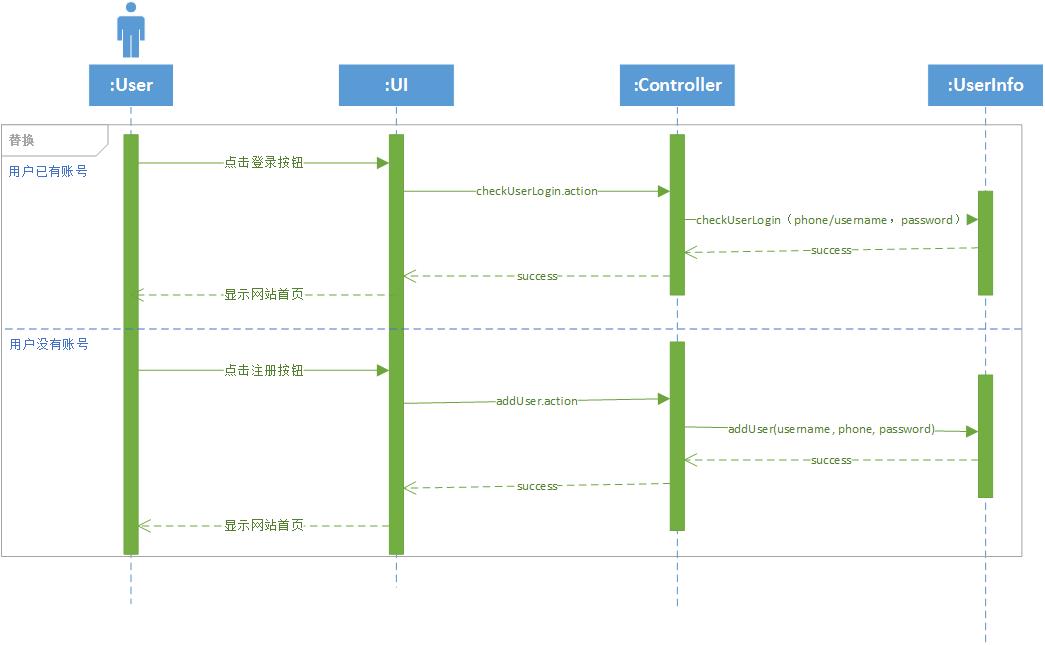 :User
:UI
:Controller
:UserInfo
替换
用户已有账号
点击登录按钮
checkUserLogin.action
checkUserLogin（phone/username，password）
success
success
显示网站首页
用户没有账号
点击注册按钮
addUser.action
addUser(username, phone, password)
success
success
显示网站首页